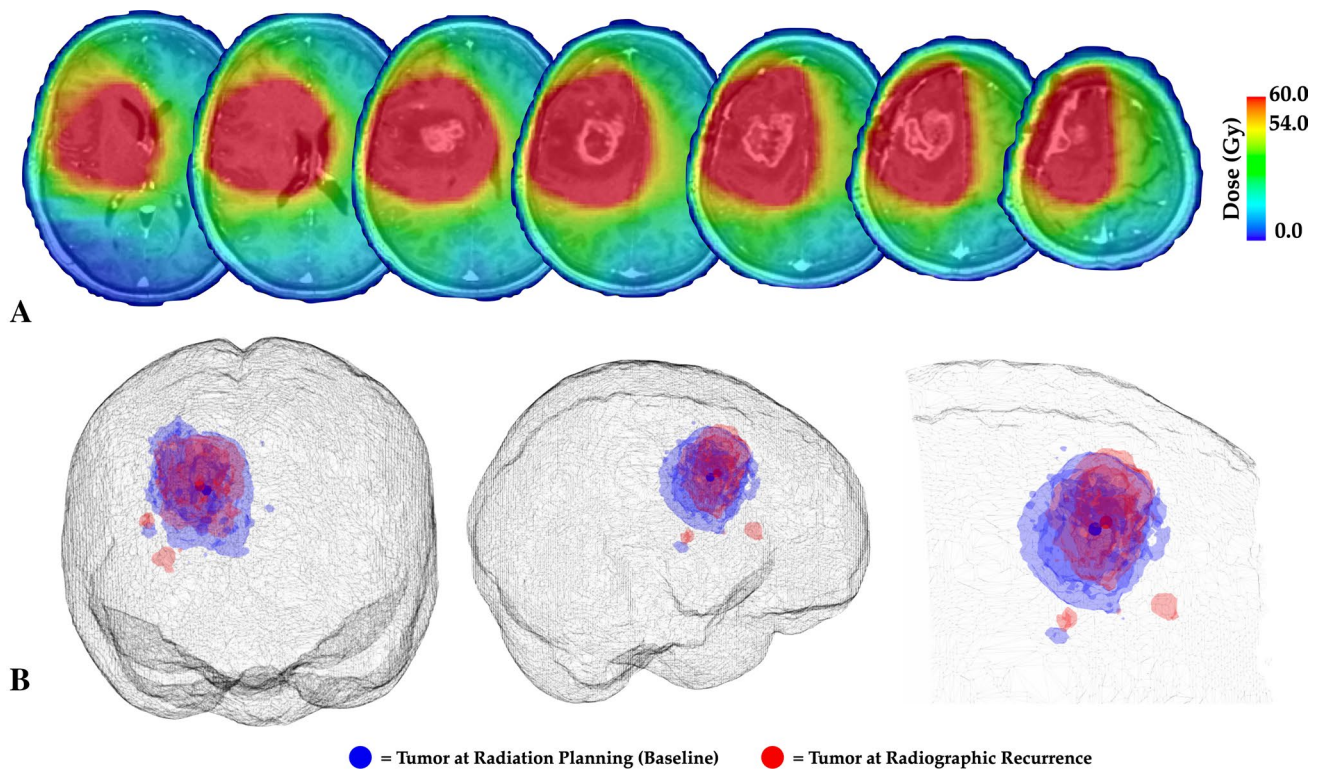 60.0
54.0
0.0
Dose (Gy)
A
B
= Tumor at Radiation Planning (Baseline)
= Tumor at Radiographic Recurrence